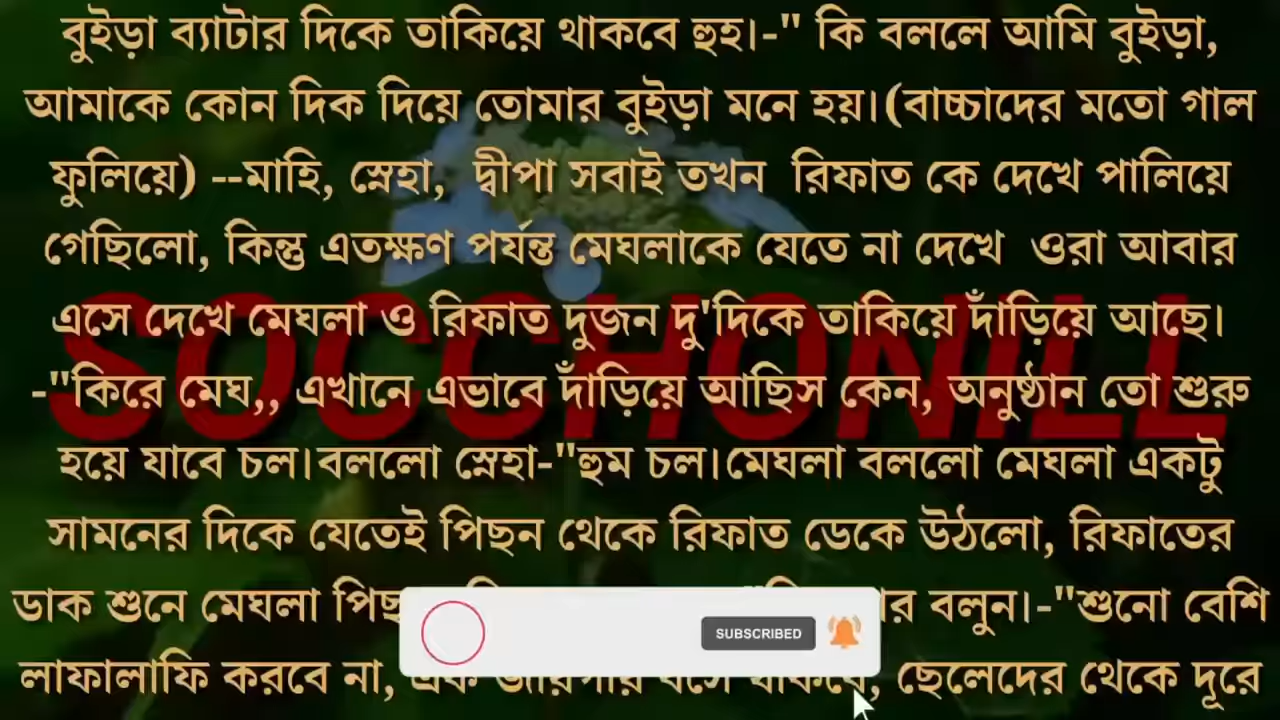 বুইড়া ব্যাটার দিকে তাকিয়ে থাকবে হুহ।-" কি বললে আমি বুইড়া,
আমাকে কোন দিক দিয়ে তোমার বুইড়া মনে হয়।(বাচ্চাদের মতো গাল
ফুলিয়ে) --মাহি, স্নেহা, দ্বীপা সবাই তখন রিফাত কে দেখে পালিয়ে
গেছিলো, কিন্তু এতক্ষণ পর্যন্ত মেঘলাকে যেতে না দেখে ওরা আবার
এসে দেখে মেঘলা ও রিফাত দুজন দু'দিকে তাকিয়ে দাঁড়িয়ে আছে।
SOCCHONILL
-"কিরে মেঘ,, এখানে এভাবে দাঁড়িয়ে আছিস কেন, অনুষ্ঠান তো শুরু
হয়ে যাবে চল।বললো স্নেহা-"হুম চল।মেঘলা বললো মেঘলা একটু
সামনের দিকে যেতেই পিছন থেকে রিফাত ডেকে উঠলো, রিফাতের
ডাক শুনে মেঘলা বলুন।-"শুনো বেশি
SUBSCRIBED
লাফালাফি করবে না, ছেলেদের থেকে দূরে